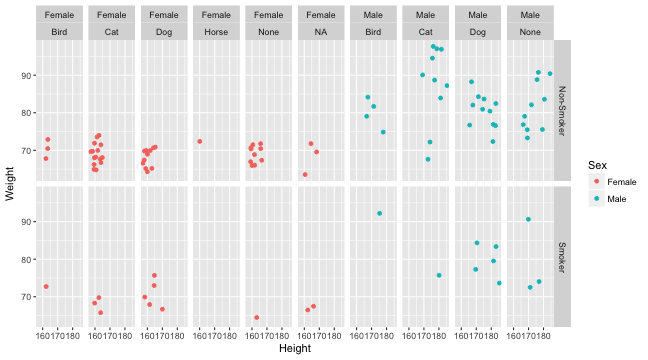 Female Female Female Female Female Female Male Male Male Male
Bird Cat Dog Horse None NA Bird Cat Dog None
90
80
70
Non-Smoker
Weight
Sex
Female
Male
90
80
70
Smoker
160170180 160170180 160170180 160170180 160170180 160170180 160170180 160170180 160170180 160170180
Height